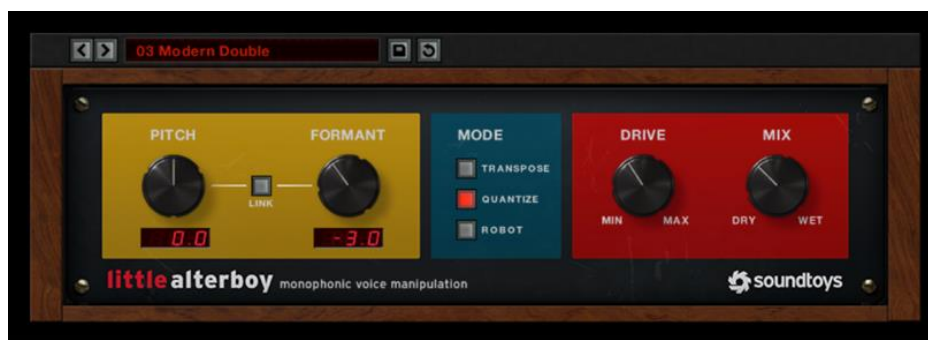 03 Modern Double
PITCH
FORMANT
LINK
0.0
-3.0
MODE
TRANSPOSE
QUANTIZE
ROBOT
DRIVE
MIN
MAX
MIX
DRY
WET
littlealterboy monophonic voice manipulation
soundtoys